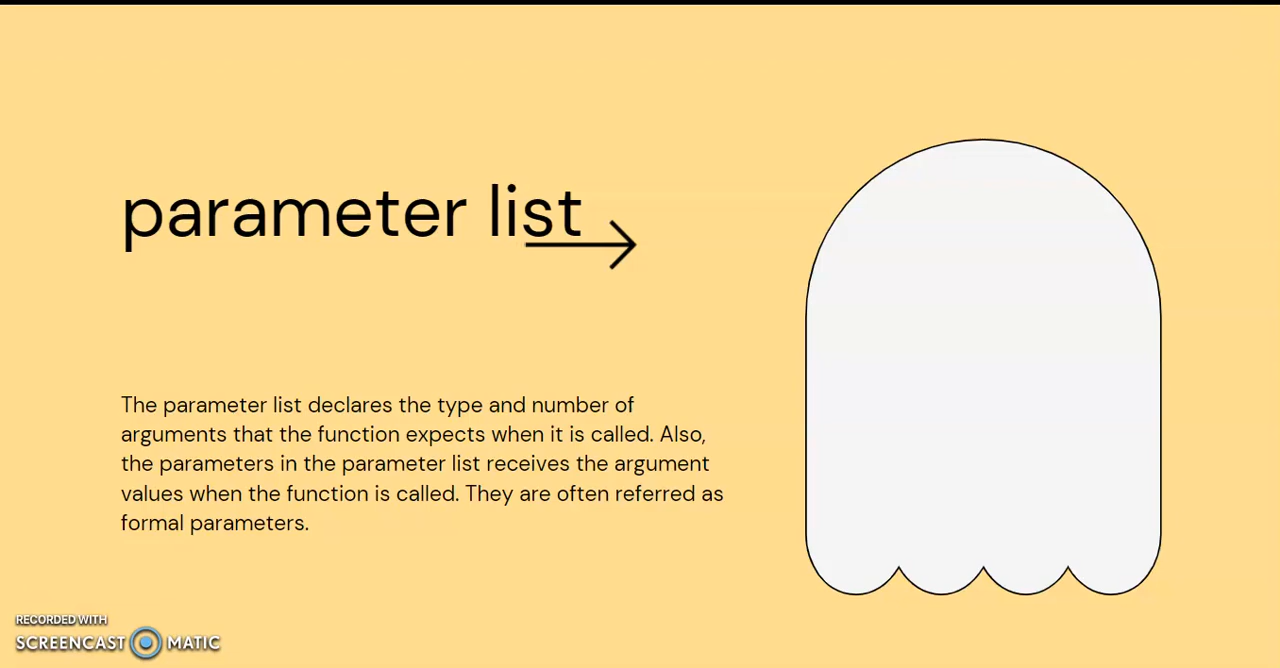 parameter list
The parameter list declares the type and number of
arguments that the function expects when it is called. Also,
the parameters in the parameter list receives the argument
values when the function is called. They are often referred as
formal parameters.
RECORDED WITH
SCREENCAST MATIC